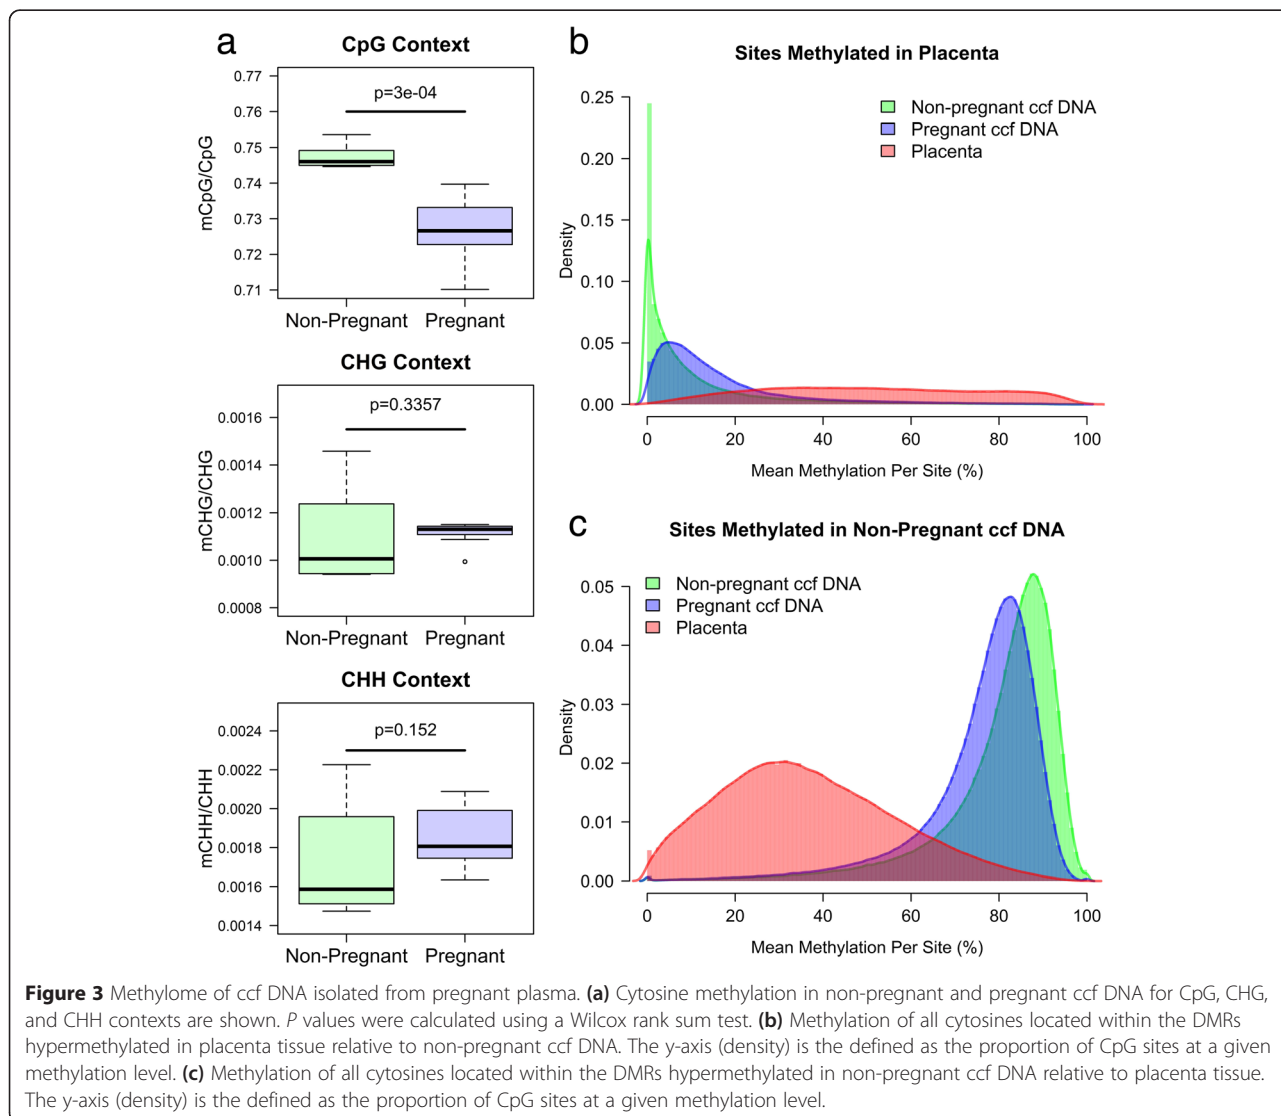 a
CpG Context
0.77
0.76
0.75
0.74
0.73
0.72
0.71
mCpG/CpG
p=3e-04
Non-Pregnant Pregnant
CHG Context
0.0016
0.0014
0.0012
0.0010
0.0008
mCHG/CHG
p=0.3357
Non-Pregnant Pregnant
CHH Context
0.0024
0.0022
0.0020
0.0018
0.0016
0.0014
mCHH/CHH
p=0.152
Non-Pregnant Pregnant
b
Sites Methylated in Placenta
Non-pregnant ccf DNA
Pregnant ccf DNA
Placenta
0.25
0.20
0.15
0.10
0.05
0.00
Density
0 20 40 60 80 100
Mean Methylation Per Site (%)
c
Sites Methylated in Non-Pregnant ccf DNA
Non-pregnant ccf DNA
Pregnant ccf DNA
Placenta
0.05
0.04
0.03
0.02
0.01
0.00
Density
0 20 40 60 80 100
Mean Methylation Per Site (%)
Figure 3 Methylome of ccf DNA isolated from pregnant plasma. (a) Cytosine methylation in non-pregnant and pregnant ccf DNA for CpG, CHG,
and CHH contexts are shown. P values were calculated using a Wilcox rank sum test. (b) Methylation of all cytosines located within the DMRs
hypermethylated in placenta tissue relative to non-pregnant ccf DNA. The y-axis (density) is the defined as the proportion of CpG sites at a given
methylation level. (c) Methylation of all cytosines located within the DMRs hypermethylated in non-pregnant ccf DNA relative to placenta tissue.
The y-axis (density) is the defined as the proportion of CpG sites at a given methylation level.